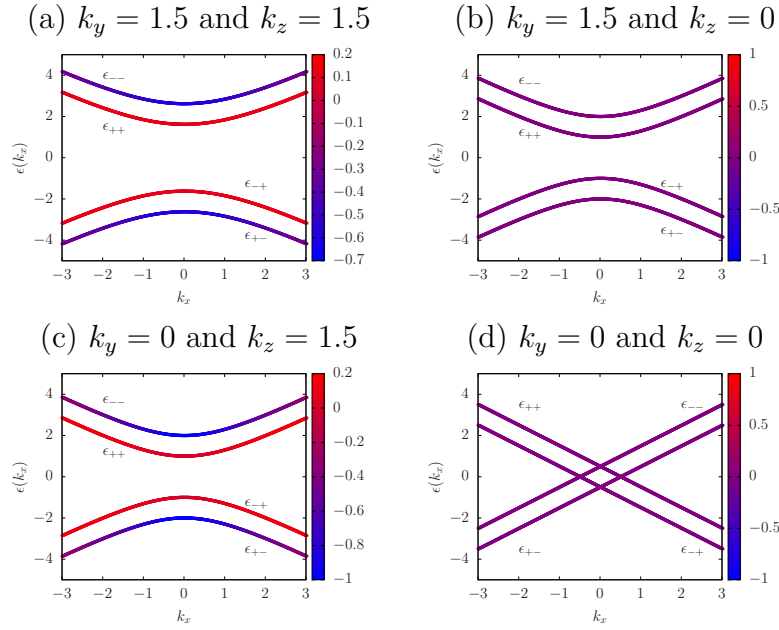 (a) k_y = 1.5 and k_z = 1.5
ϵ(k_x)
4
2
0
−2
−4
ϵ_−−
ϵ_++
ϵ_−+
ϵ_+−
−3 −2 −1 0 1 2 3
k_x
0.2
0.1
0
−0.1
−0.2
−0.3
−0.4
−0.5
−0.6
−0.7
(b) k_y = 1.5 and k_z = 0
ϵ(k_x)
4
2
0
−2
−4
ϵ_−−
ϵ_++
ϵ_−+
ϵ_+−
−3 −2 −1 0 1 2 3
k_x
1
0.5
0
−0.5
−1
(c) k_y = 0 and k_z = 1.5
ϵ(k_x)
4
2
0
−2
−4
ϵ_−−
ϵ_++
ϵ_−+
ϵ_+−
−3 −2 −1 0 1 2 3
k_x
0.2
0
−0.2
−0.4
−0.6
−0.8
−1
(d) k_y = 0 and k_z = 0
ϵ(k_x)
4
2
0
−2
−4
ϵ_++ ϵ_−−
ϵ_+− ϵ_−+
−3 −2 −1 0 1 2 3
k_x
1
0.5
0
−0.5
−1